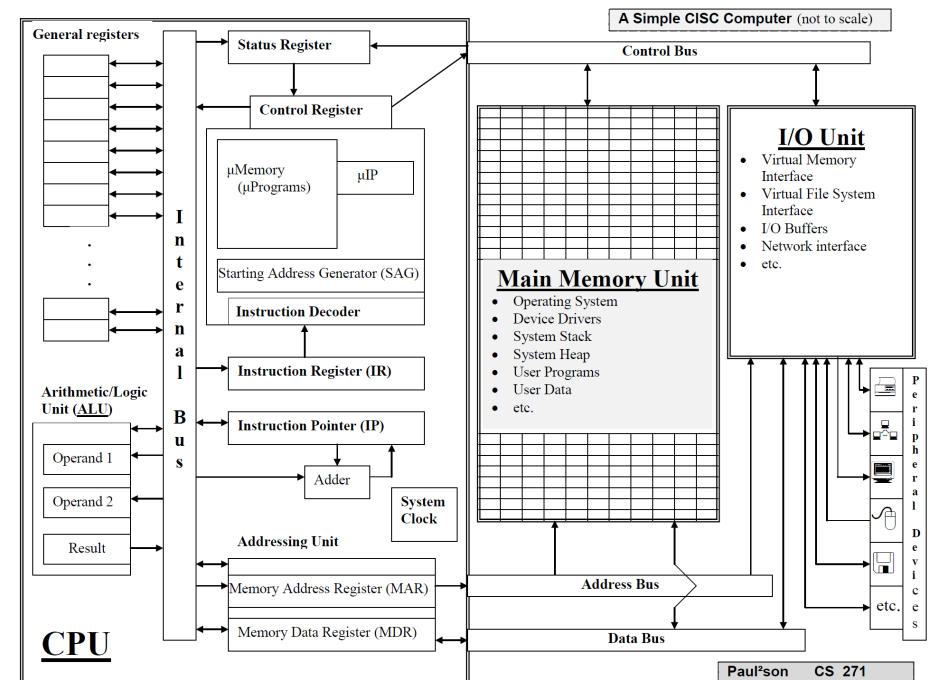 A Simple CISC Computer (not to scale)
General registers
Status Register
Control Bus
Control Register
μMemory
(μPrograms)
μIP
Starting Address Generator (SAG)
Instruction Decoder
Internal Bus
Instruction Register (IR)
Arithmetic/Logic
Unit (ALU)
Operand 1
Operand 2
Result
Instruction Pointer (IP)
Adder
System
Clock
Addressing Unit
Memory Address Register (MAR)
Memory Data Register (MDR)
CPU
Main Memory Unit
• Operating System
• Device Drivers
• System Stack
• System Heap
• User Programs
• User Data
• etc.
I/O Unit
• Virtual Memory
Interface
• Virtual File System
Interface
• I/O Buffers
• Network interface
• etc.
Peripheral Devices
etc.
Address Bus
Data Bus
Paul²son CS 271